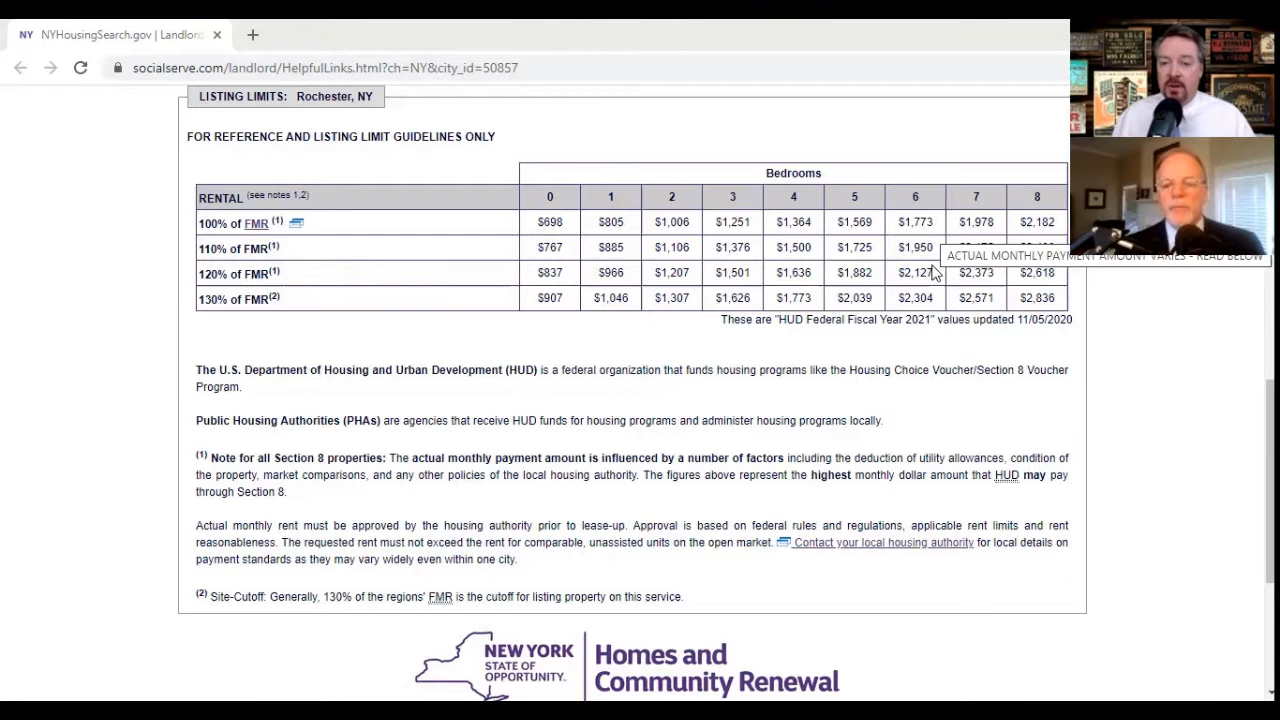 NY NYHousingSearch.gov | Landlor
socialserve.com/landlord/HelpfulLinks.html?ch=N
ity_id=50857
FOR SALE
SALE
LISTING LIMITS: Rochester, NY
FOR REFERENCE AND LISTING LIMIT GUIDELINES ONLY
Bedrooms
RENTAL (see notes 1,2) 0 1 2 3 4 5 6 7 8
100% of FMR (1) $698 $805 $1,006 $1,251 $1,364 $1,569 $1,773 $1,978 $2,182
110% of FMR(1) $767 $885 $1,106 $1,376 $1,500 $1,725 $1,950
ACTUAL MONTHLY PAYMENT AMOUNT VARIES - READ BELOW
120% of FMR(1) $837 $966 $1,207 $1,501 $1,636 $1,882 $2,127 $2,373 $2,618
130% of FMR(2) $907 $1,046 $1,307 $1,626 $1,773 $2,039 $2,304 $2,571 $2,836
These are "HUD Federal Fiscal Year 2021" values updated 11/05/2020
The U.S. Department of Housing and Urban Development (HUD) is a federal organization that funds housing programs like the Housing Choice Voucher/Section 8 Voucher
Program.
Public Housing Authorities (PHAs) are agencies that receive HUD funds for housing programs and administer housing programs locally.
(1) Note for all Section 8 properties: The actual monthly payment amount is influenced by a number of factors including the deduction of utility allowances, condition of
the property, market comparisons, and any other policies of the local housing authority. The figures above represent the highest monthly dollar amount that HUD may pay
through Section 8.
Actual monthly rent must be approved by the housing authority prior to lease-up. Approval is based on federal rules and regulations, applicable rent limits and rent
reasonableness. The requested rent must not exceed the rent for comparable, unassisted units on the open market. Contact your local housing authority for local details on
payment standards as they may vary widely even within one city.
(2) Site-Cutoff: Generally, 130% of the regions' FMR is the cutoff for listing property on this service.
NEW YORK
STATE OF
OPPORTUNITY.
Homes and
Community Renewal